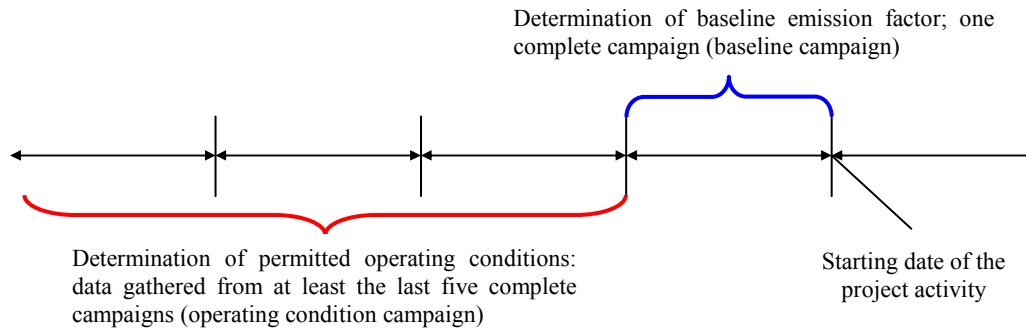 Determination of baseline emission factor; one
complete campaign (baseline campaign)
Determination of permitted operating conditions:
data gathered from at least the last five complete
campaigns (operating condition campaign)
Starting date of the
project activity